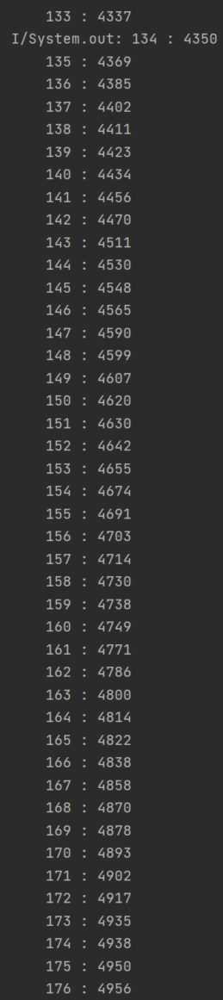 133 : 4337
I/System.out: 134 : 4350
135 : 4369
136 : 4385
137 : 4402
138 : 4411
139 : 4423
140 : 4434
141 : 4456
142 : 4470
143 : 4511
144 : 4530
145 : 4548
146 : 4565
147 : 4590
148 : 4599
149 : 4607
150 : 4620
151 : 4630
152 : 4642
153 : 4655
154 : 4674
155 : 4691
156 : 4703
157 : 4714
158 : 4730
159 : 4738
160 : 4749
161 : 4771
162 : 4786
163 : 4800
164 : 4814
165 : 4822
166 : 4838
167 : 4858
168 : 4870
169 : 4878
170 : 4893
171 : 4902
172 : 4917
173 : 4935
174 : 4938
175 : 4950
176 : 4956